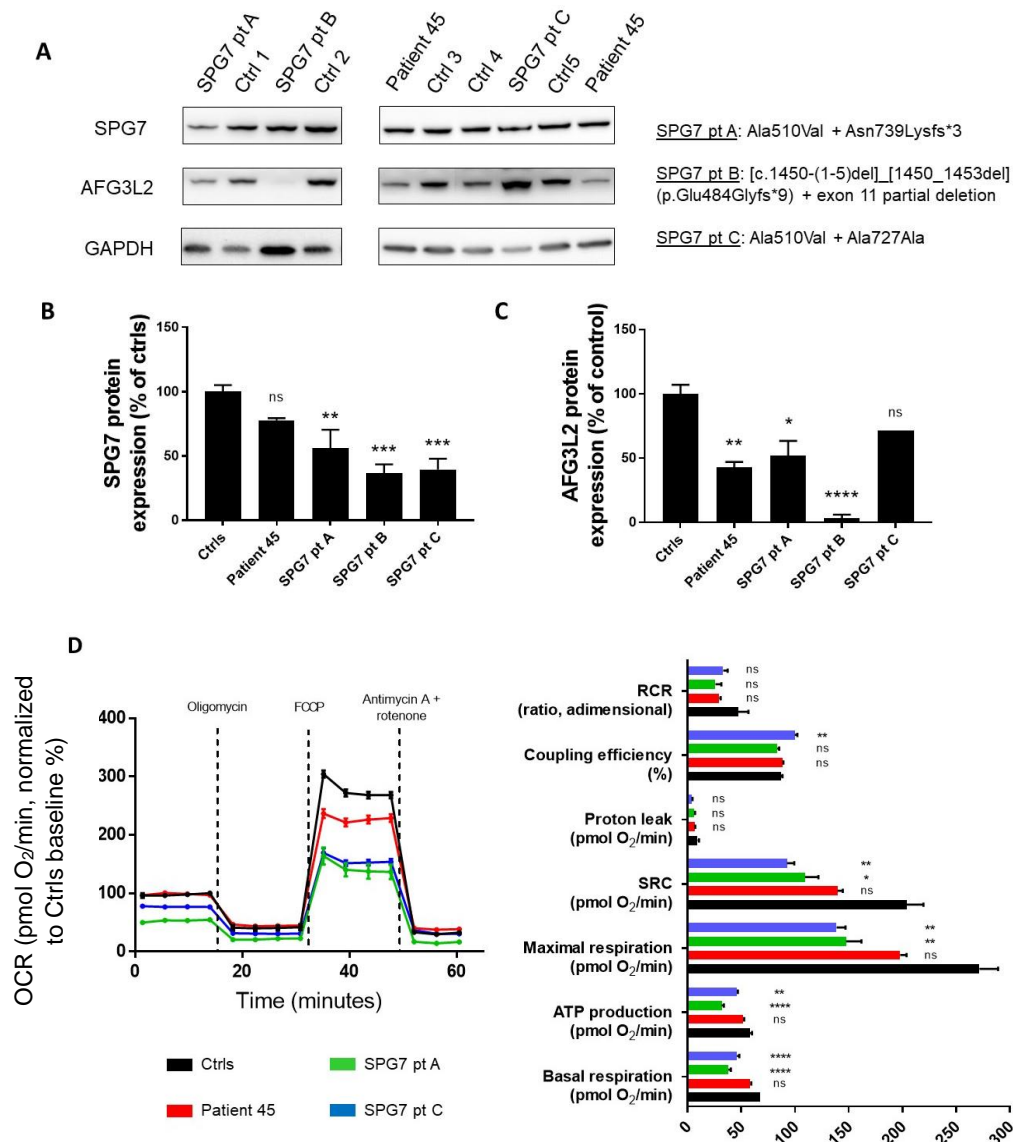 A
SPG7 pt A
Ctrl 1
SPG7 pt B
Ctrl 2
Patient 45
Ctrl 3
Ctrl 4
SPG7 pt C
Ctrl5
Patient 45
SPG7
AFG3L2
GAPDH
SPG7 pt A: Ala510Val + Asn739Lysfs*3
SPG7 pt B: [c.1450-(1-5)del]_[1450_1453del]
(p.Glu484Glyfs*9) + exon 11 partial deletion
SPG7 pt C: Ala510Val + Ala727Ala
B
SPG7 protein
expression (% of ctrls)
150
100
50
0
ns
**
***
***
Ctrls
Patient 45
SPG7 pt A
SPG7 pt B
SPG7 pt C
C
AFG3L2 protein
expression (% of control)
150
100
50
0
**
*
****
ns
Ctrls
Patient 45
SPG7 pt A
SPG7 pt B
SPG7 pt C
D
OCR (pmol O2/min, normalized
to Ctrls baseline %)
400
300
200
100
0
Oligomycin
FCCP
Antimycin A +
rotenone
0
20
40
60
Time (minutes)
Ctrls
SPG7 pt A
Patient 45
SPG7 pt C
RCR
(ratio, adimensional)
ns
ns
ns
Coupling efficiency
(%)
**
ns
ns
Proton leak
(pmol O2/min)
ns
ns
ns
SRC
(pmol O2/min)
**
*
ns
Maximal respiration
(pmol O2/min)
**
**
ns
ATP production
(pmol O2/min)
**
****
ns
Basal respiration
(pmol O2/min)
****
****
ns
0
50
100
150
200
250
300